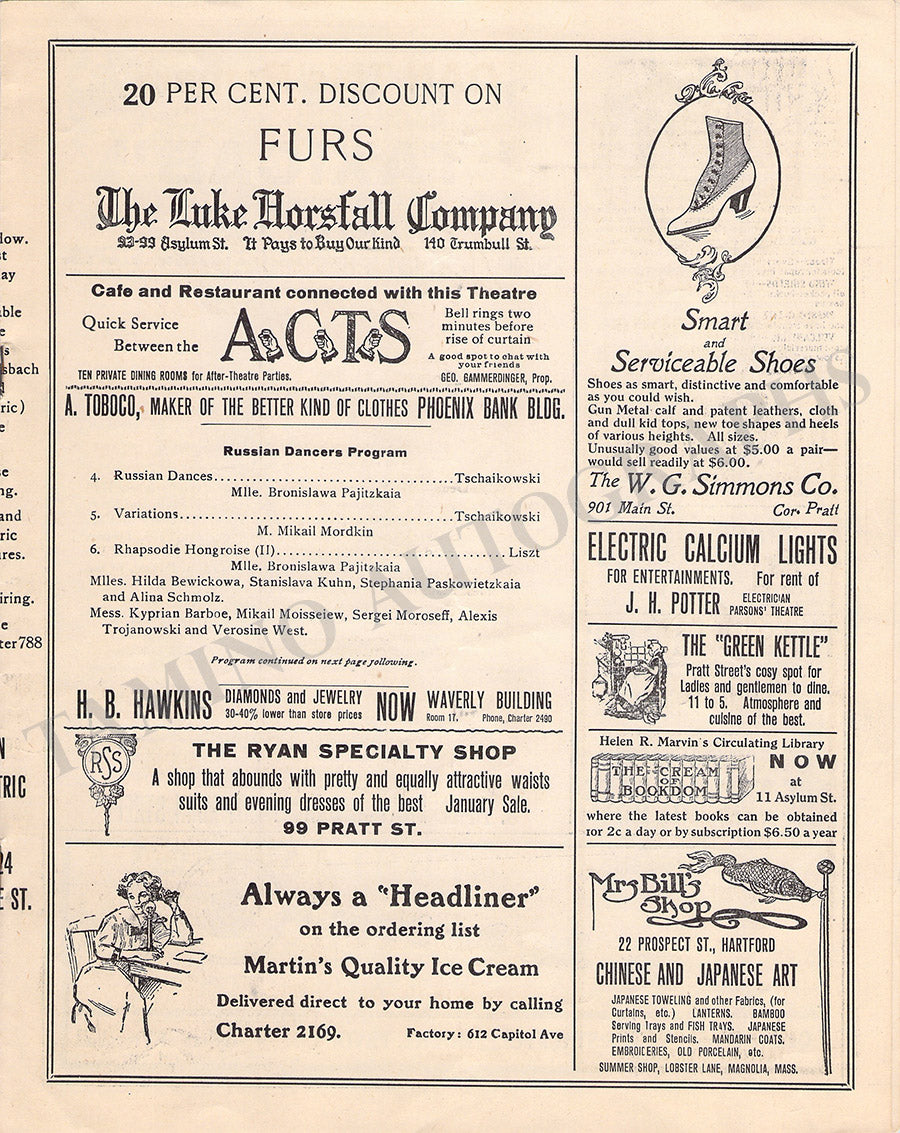 20 PER CENT. DISCOUNT ON
FURS
The Luke Horsfall Company
93-99 Asylum St. It Pays to Buy Our Kind 140 Trumbull St.
Cafe and Restaurant connected with this Theatre
Quick Service
Between the
ACTS
Bell rings two
minutes before
rise of curtain
A good spot to chat with
your friends
TEN PRIVATE DINING ROOMS for After-Theatre Parties.
GEO. GAMMERDINGER, Prop.
A. TOBOCO, MAKER OF THE BETTER KIND OF CLOTHES PHOENIX BANK BLDG.
Russian Dancers Program
4. Russian Dances........Tschaikowski
Mlle. Bronislawa Pajitzkaia
5. Variations........Tschaikowski
M. Mikail Mordkin
6. Rhapsodie Hongroise (II)........Liszt
Mlle. Bronislawa Pajitzkaia
Mlles. Hilda Bewickowa, Stanislava Kuhn, Stephania Paskowietzkaia
and Alina Schmolz.
Mess. Kyprian Barboe, Mikail Moisseiew, Sergei Moroseff, Alexis
Trojanowski and Verosine West.
Program continued on next page following.
H. B. HAWKINS
DIAMONDS and JEWELRY
30-40% lower than store prices
NOW
WAVERLY BUILDING
Room 17. Phone, Charter 2490
RSS
THE RYAN SPECIALTY SHOP
A shop that abounds with pretty and equally attractive waists
suits and evening dresses of the best January Sale.
99 PRATT ST.
Always a "Headliner"
on the ordering list
Martin's Quality Ice Cream
Delivered direct to your home by calling
Charter 2169. Factory: 612 Capitol Ave
Smart
and
Serviceable Shoes
Shoes as smart, distinctive and comfortable
as you could wish.
Gun Metal calf and patent leathers, cloth
and dull kid tops, new toe shapes and heels
of various heights. All sizes.
Unusually good values at $5.00 a pair—
would sell readily at $6.00.
The W. G. Simmons Co.
901 Main St. Cor. Pratt
ELECTRIC CALCIUM LIGHTS
FOR ENTERTAINMENTS. For rent of
J. H. POTTER
ELECTRICIAN
PARSONS' THEATRE
THE "GREEN KETTLE"
Pratt Street's cosy spot for
Ladies and gentlemen to dine.
11 to 5. Atmosphere and
cuisine of the best.
Helen R. Marvin's Circulating Library
THE CREAM
OF
BOOKDOM
NOW
at
11 Asylum St.
where the latest books can be obtained
for 2c a day or by subscription $6.50 a year
Mrs Bill's
Shop
22 PROSPECT ST., HARTFORD
CHINESE AND JAPANESE ART
JAPANESE TOWELING and other Fabrics, (for
Curtains, etc.) LANTERNS. BAMBOO
Serving Trays and FISH TRAYS. JAPANESE
Prints and Stencils. MANDARIN COATS.
EMBROIDERIES, OLD PORCELAIN, etc.
SUMMER SHOP, LOBSTER LANE, MAGNOLIA, MASS.
TAMINO AUTOGRAPHS